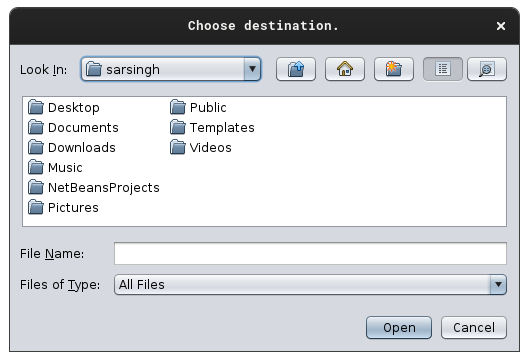 Choose destination.
Look In: sarsingh
Desktop Public
Documents Templates
Downloads Videos
Music
NetBeansProjects
Pictures
File Name:
Files of Type: All Files
Open Cancel